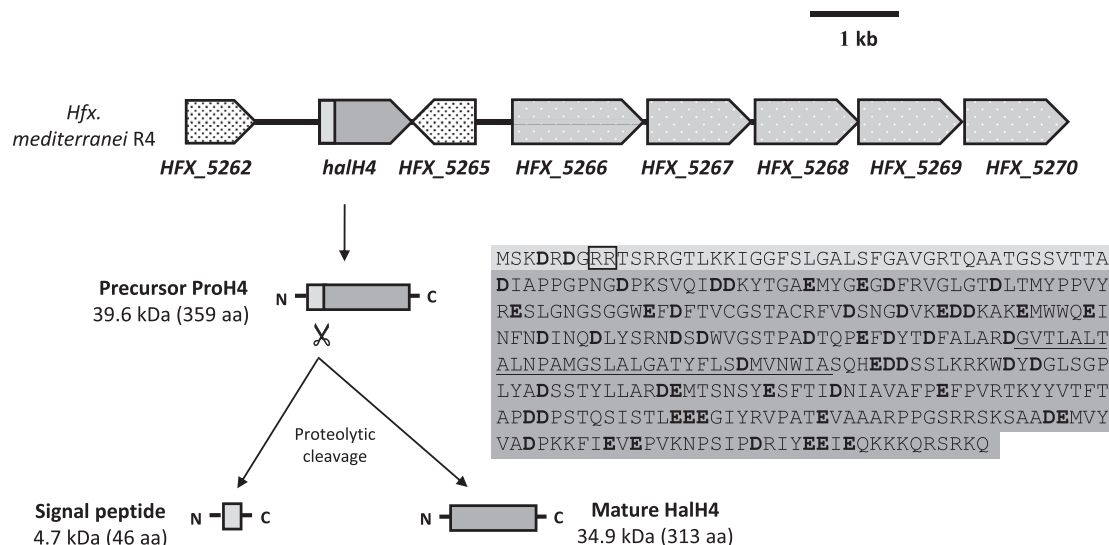 1 kb
Hfx.
mediterranei R4
HFX_5262 halH4 HFX_5265 HFX_5266 HFX_5267 HFX_5268 HFX_5269 HFX_5270
Precursor ProH4
39.6 kDa (359 aa)
N C
MSKDRDGRRTSRRGTLKKIGGFSLGALSFGAVGRTQAATGSSVTTA
DIAPPGPNGDPKSVQIDDKYTGAEMYGEGDFRVGLGTDLTMYPPVY
RESLGNGSGGWEFDFTVCGSTACRFVDSNGDVKEDDKAKEMWWQEI
NFNDINQDLYSRNDSDWVGSTPADTQPEFDYTDFALARDGVTLALT
ALNPAMGSLALGATYFLSDMVNWIASQHEDDSSLKRKWDYDGLSGP
LYADSSTYLLARDEMTSNSYESFTIDNIAVAFPEFPVRTKYYVTFT
APDDPSTQSISTLEEEGIYRVPATEVAAARPPGSRRSKSAADEMVY
VADPKKFIEVEPVKNPSIPDRIYEEIEQKKKQRSRKQ
Proteolytic
cleavage
Signal peptide
4.7 kDa (46 aa)
N C
N C
Mature HalH4
34.9 kDa (313 aa)